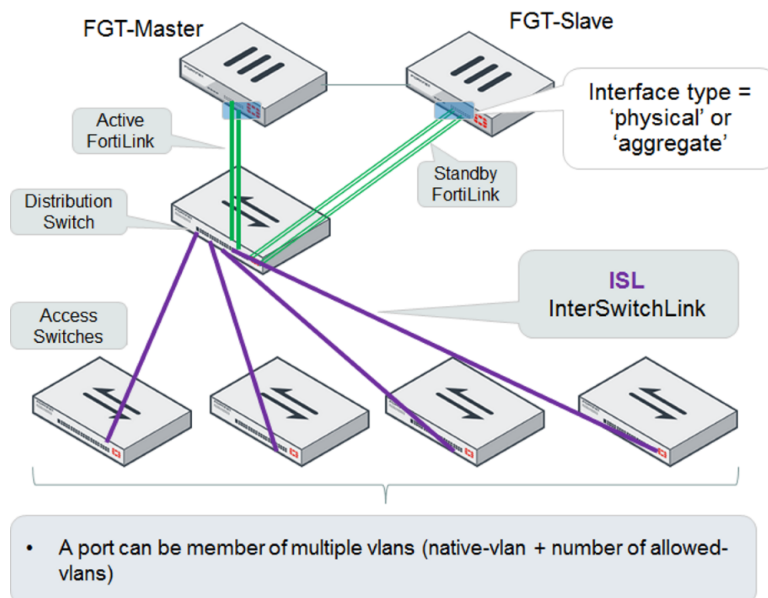 FGT-Master
FGT-Slave
Interface type =
‘physical’ or
‘aggregate’
Active
FortiLink
Standby
FortiLink
Distribution
Switch
ISL
InterSwitchLink
Access
Switches
• A port can be member of multiple vlans (native-vlan + number of allowed-
vlans)